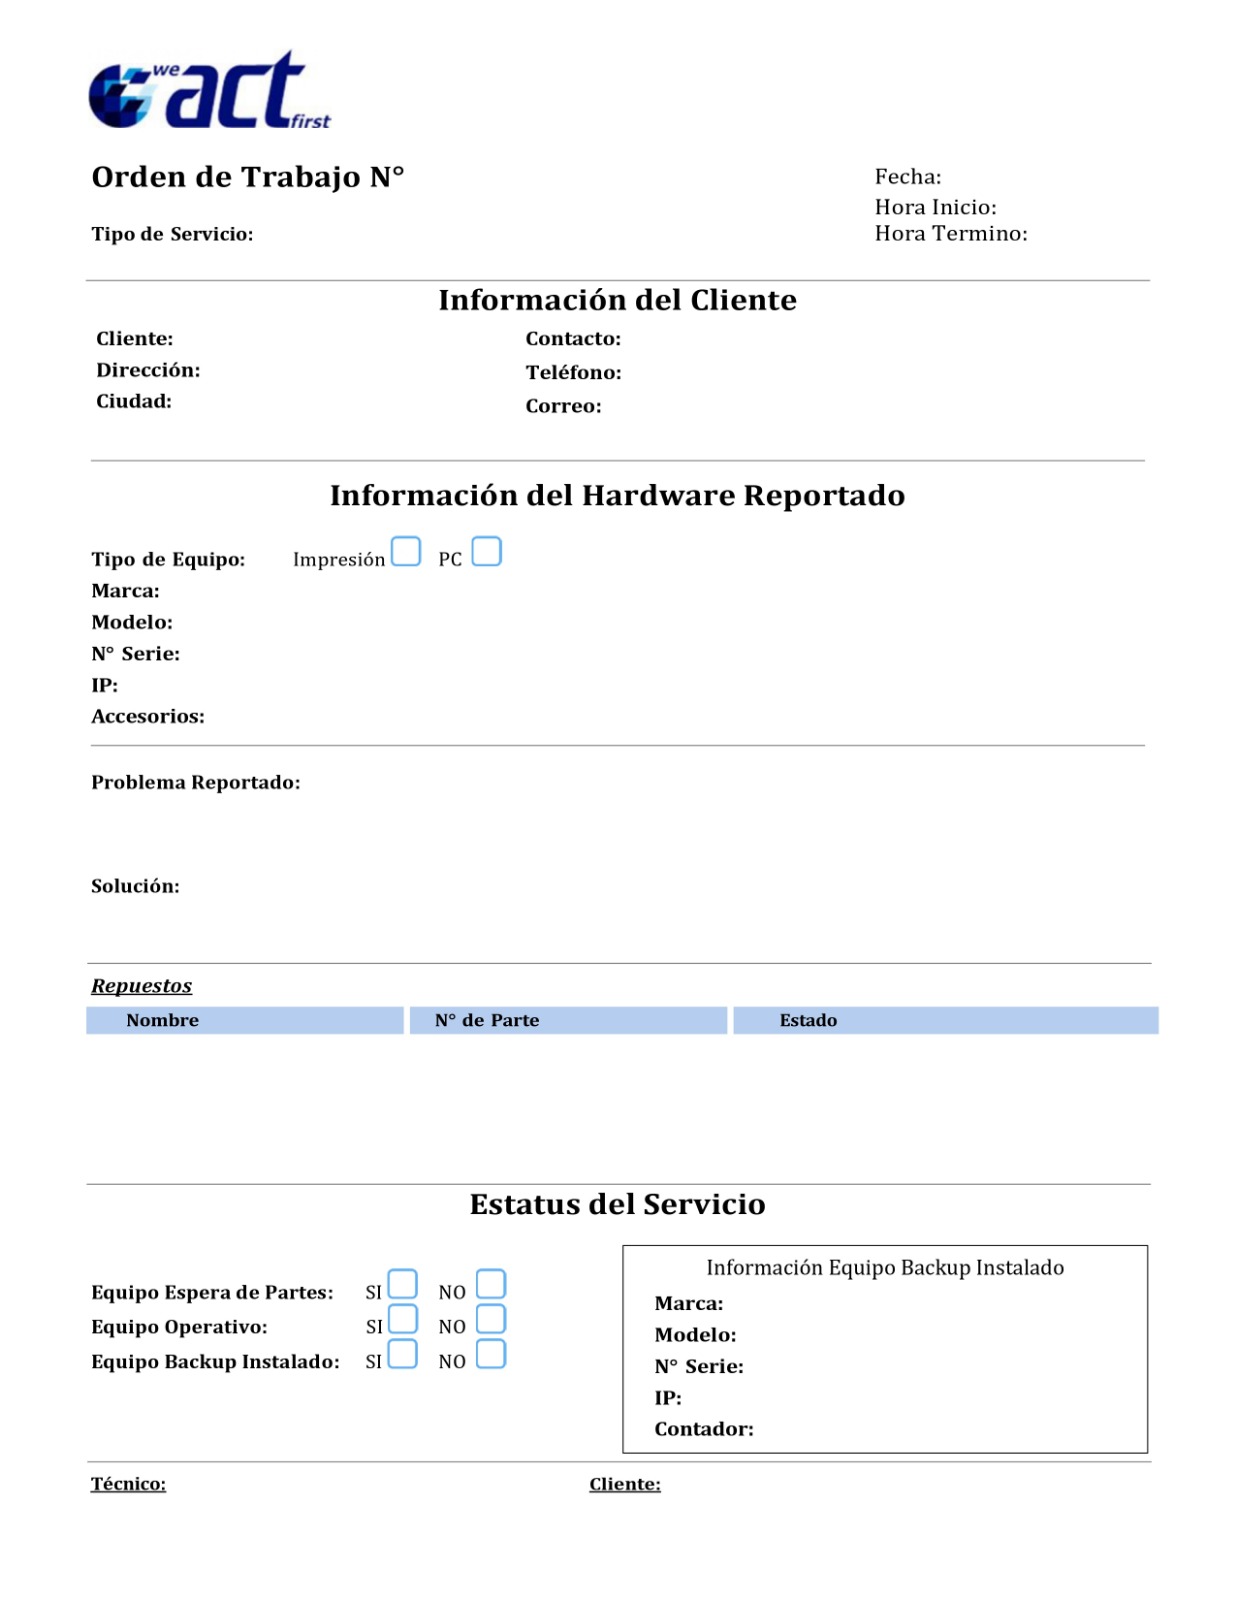 we act first
Orden de Trabajo N°
Fecha:
Hora Inicio:
Tipo de Servicio:
Hora Termino:
Información del Cliente
Cliente:
Contacto:
Dirección:
Teléfono:
Ciudad:
Correo:
Información del Hardware Reportado
Tipo de Equipo: Impresión PC
Marca:
Modelo:
N° Serie:
IP:
Accesorios:
Problema Reportado:
Solución:
Repuestos
Nombre N° de Parte Estado
Estatus del Servicio
Equipo Espera de Partes: SI NO
Equipo Operativo: SI NO
Equipo Backup Instalado: SI NO
Información Equipo Backup Instalado
Marca:
Modelo:
N° Serie:
IP:
Contador:
Técnico: Cliente: